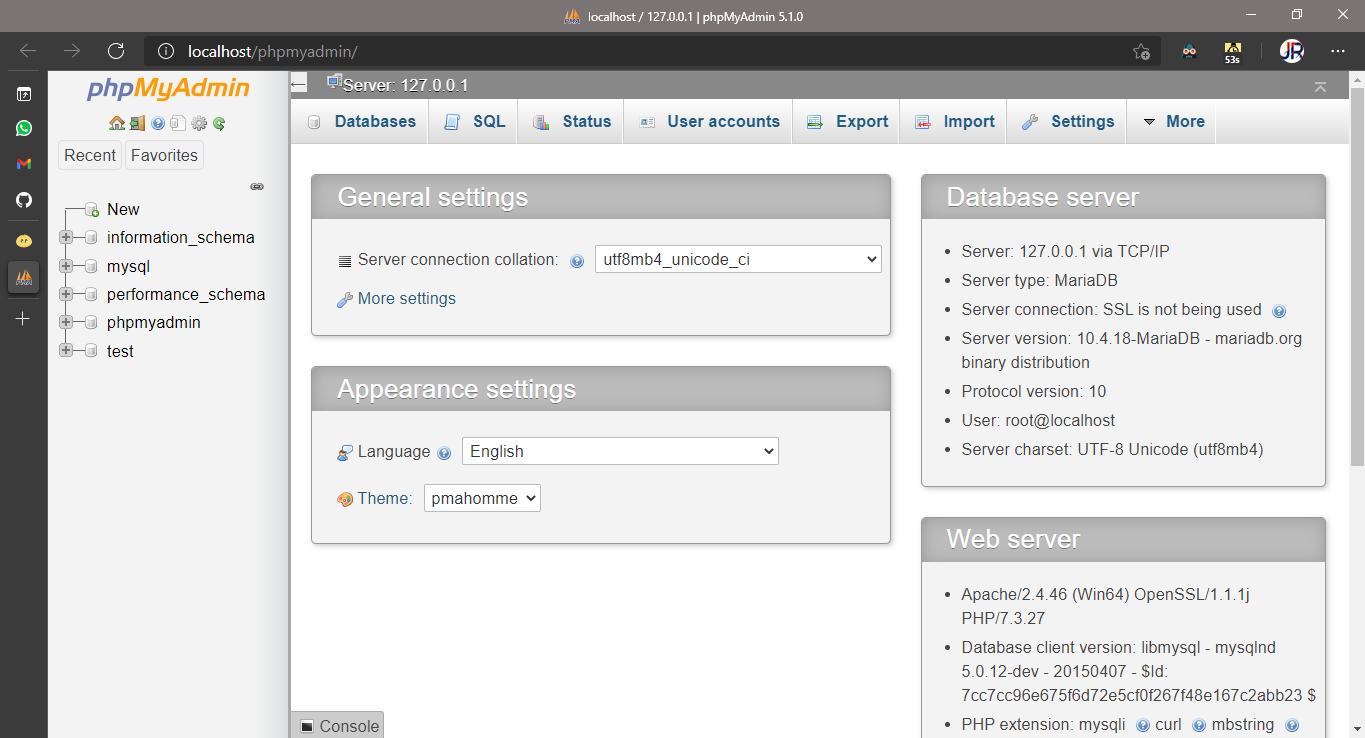 localhost / 127.0.0.1 | phpMyAdmin 5.1.0
localhost/phpmyadmin/
53s
JR
phpMyAdmin
Recent
Favorites
New
information_schema
mysql
performance_schema
phpmyadmin
test
Server: 127.0.0.1
Databases
SQL
Status
User accounts
Export
Import
Settings
More
General settings
Server connection collation:
utf8mb4_unicode_ci
More settings
Appearance settings
Language
English
Theme:
pmahomme
Database server
Server: 127.0.0.1 via TCP/IP
Server type: MariaDB
Server connection: SSL is not being used
Server version: 10.4.18-MariaDB - mariadb.org
binary distribution
Protocol version: 10
User: root@localhost
Server charset: UTF-8 Unicode (utf8mb4)
Web server
Apache/2.4.46 (Win64) OpenSSL/1.1.1j
PHP/7.3.27
Database client version: libmysql - mysqlnd
5.0.12-dev - 20150407 - $Id:
7cc7cc96e675f6d72e5cf0f267f48e167c2abb23 $
PHP extension: mysqli curl mbstring
Console